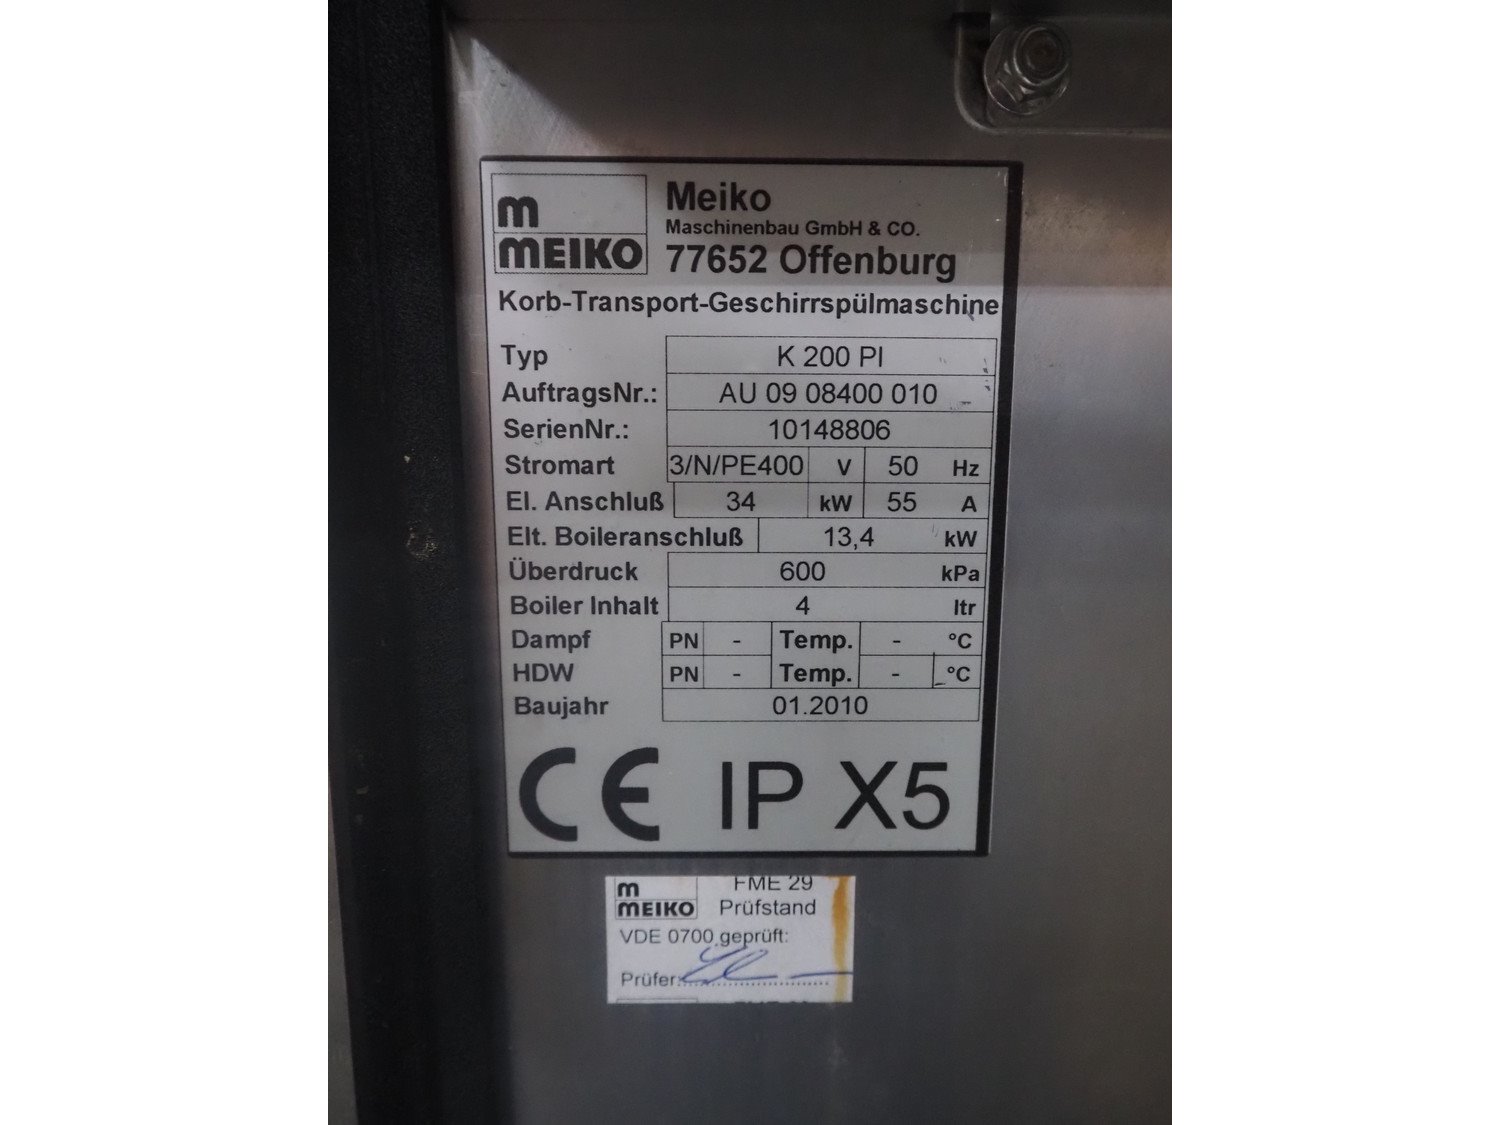 m
MEIKO
Meiko
Maschinenbau GmbH & CO.
77652 Offenburg
Korb-Transport-Geschirrspülmaschine
Typ K 200 PI
AuftragsNr.: AU 09 08400 010
SerienNr.: 10148806
Stromart 3/N/PE400 V 50 Hz
El. Anschluß 34 kW 55 A
Elt. Boileranschluß 13,4 kW
Überdruck 600 kPa
Boiler Inhalt 4 ltr
Dampf PN - Temp. - °C
HDW PN - Temp. - °C
Baujahr 01.2010
CE IP X5
m
MEIKO
FME 29
Prüfstand
VDE 0700 geprüft:
Prüfer: